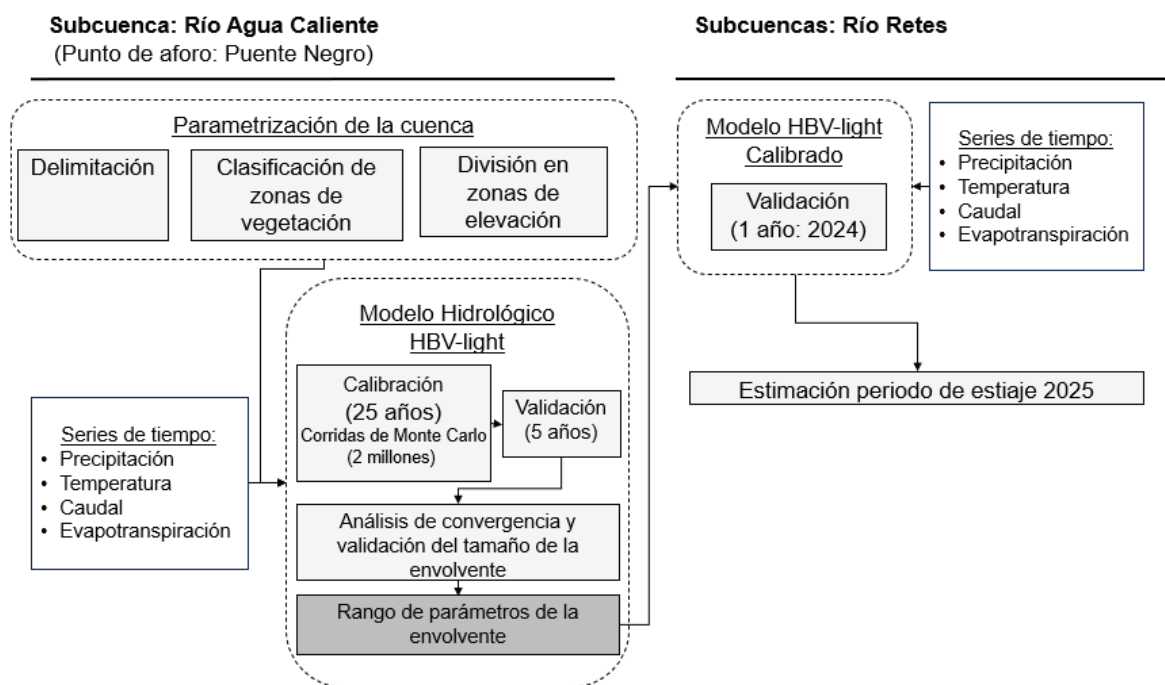 Subcuenca: Río Agua Caliente
(Punto de aforo: Puente Negro)
Parametrización de la cuenca
Delimitación
Clasificación de
zonas de
vegetación
División en
zonas de
elevación
Series de tiempo:
• Precipitación
• Temperatura
• Caudal
• Evapotranspiración
Modelo Hidrológico
HBV-light
Calibración
(25 años)
Corridas de Monte Carlo
(2 millones)
Validación
(5 años)
Análisis de convergencia y
validación del tamaño de la
envolvente
Rango de parámetros de la
envolvente
Subcuencas: Río Retes
Modelo HBV-light
Calibrado
Validación
(1 año: 2024)
Series de tiempo:
• Precipitación
• Temperatura
• Caudal
• Evapotranspiración
Estimación periodo de estiaje 2025